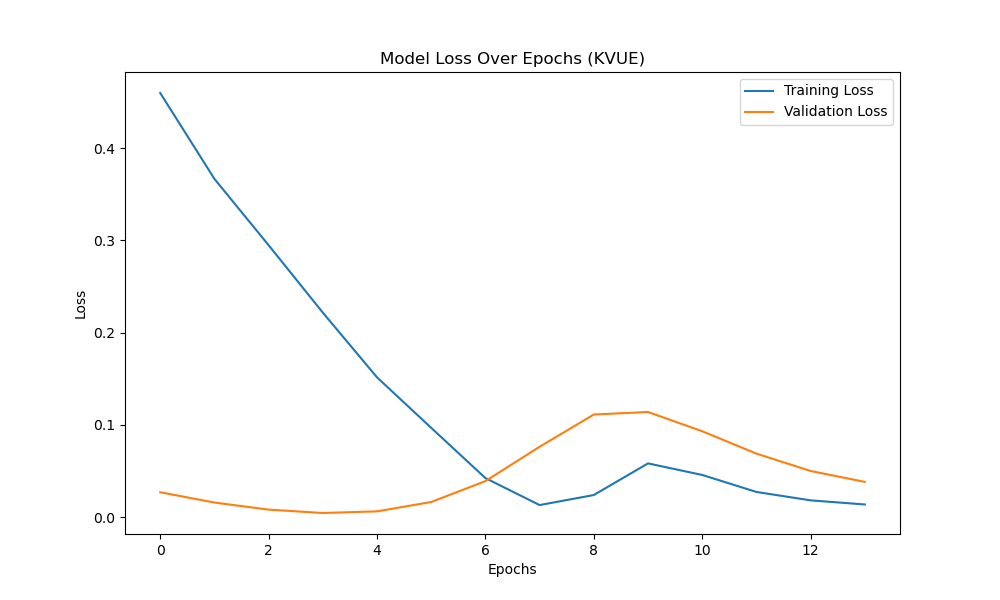 Model Loss Over Epochs (KVUE)
Training Loss
Validation Loss
Loss
0.4
0.3
0.2
0.1
0.0
0 2 4 6 8 10 12
Epochs